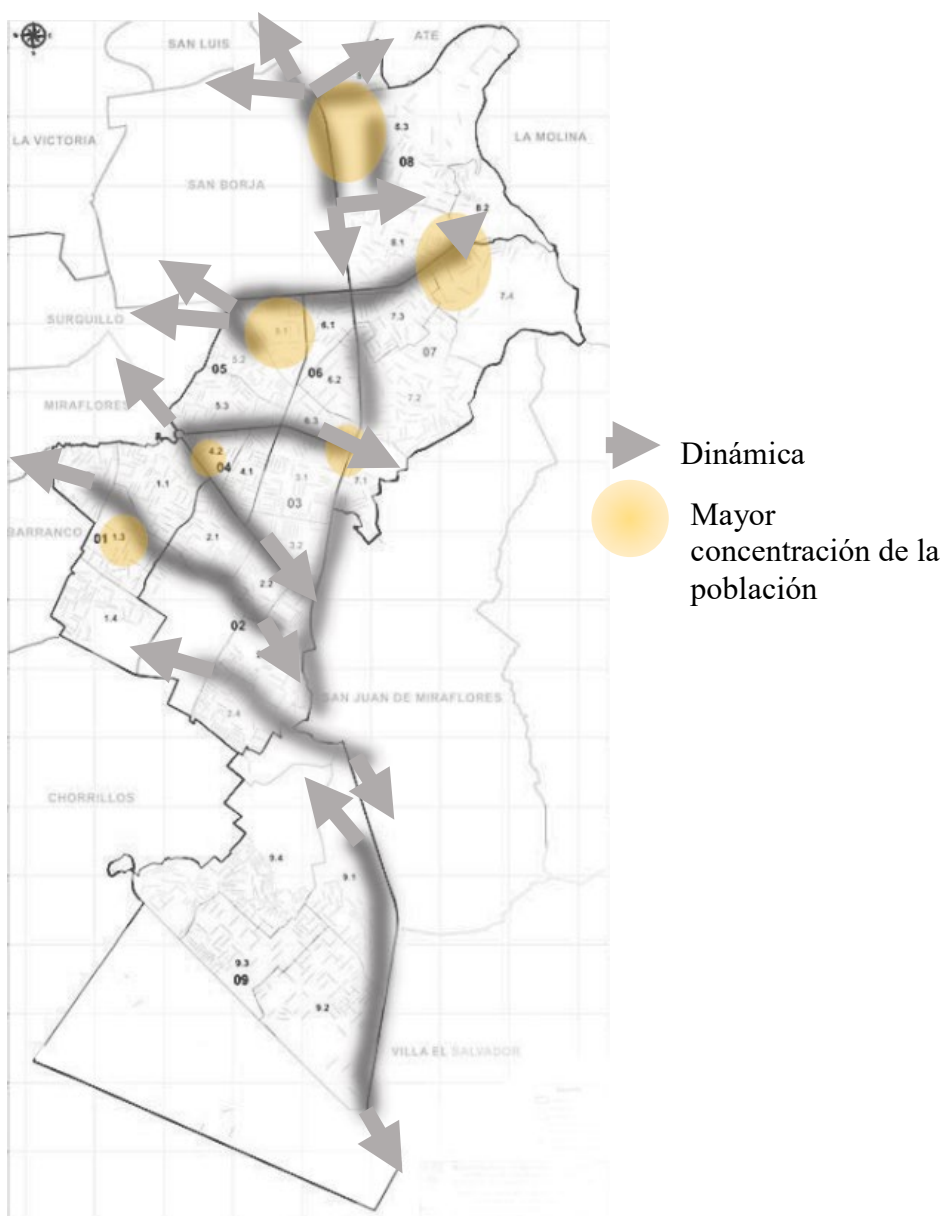 SAN LUIS
ATE
LA VICTORIA
8.3
08
LA MOLINA
SAN BORJA
8.2
8.1
7.4
SURQUILLO
5.1
6.1
7.3
5.2
05
06
6.2
07
7.2
MIRAFLORES
5.3
6.3
4.2
04
4.1
3.1
7.1
1.1
03
BARRANCO
01
1.3
2.1
3.2
2.2
1.4
02
SAN JUAN DE MIRAFLORES
2.4
CHORRILLOS
9.4
9.1
9.3
09
9.2
VILLA EL SALVADOR
Dinámica
Mayor
concentración de la
población